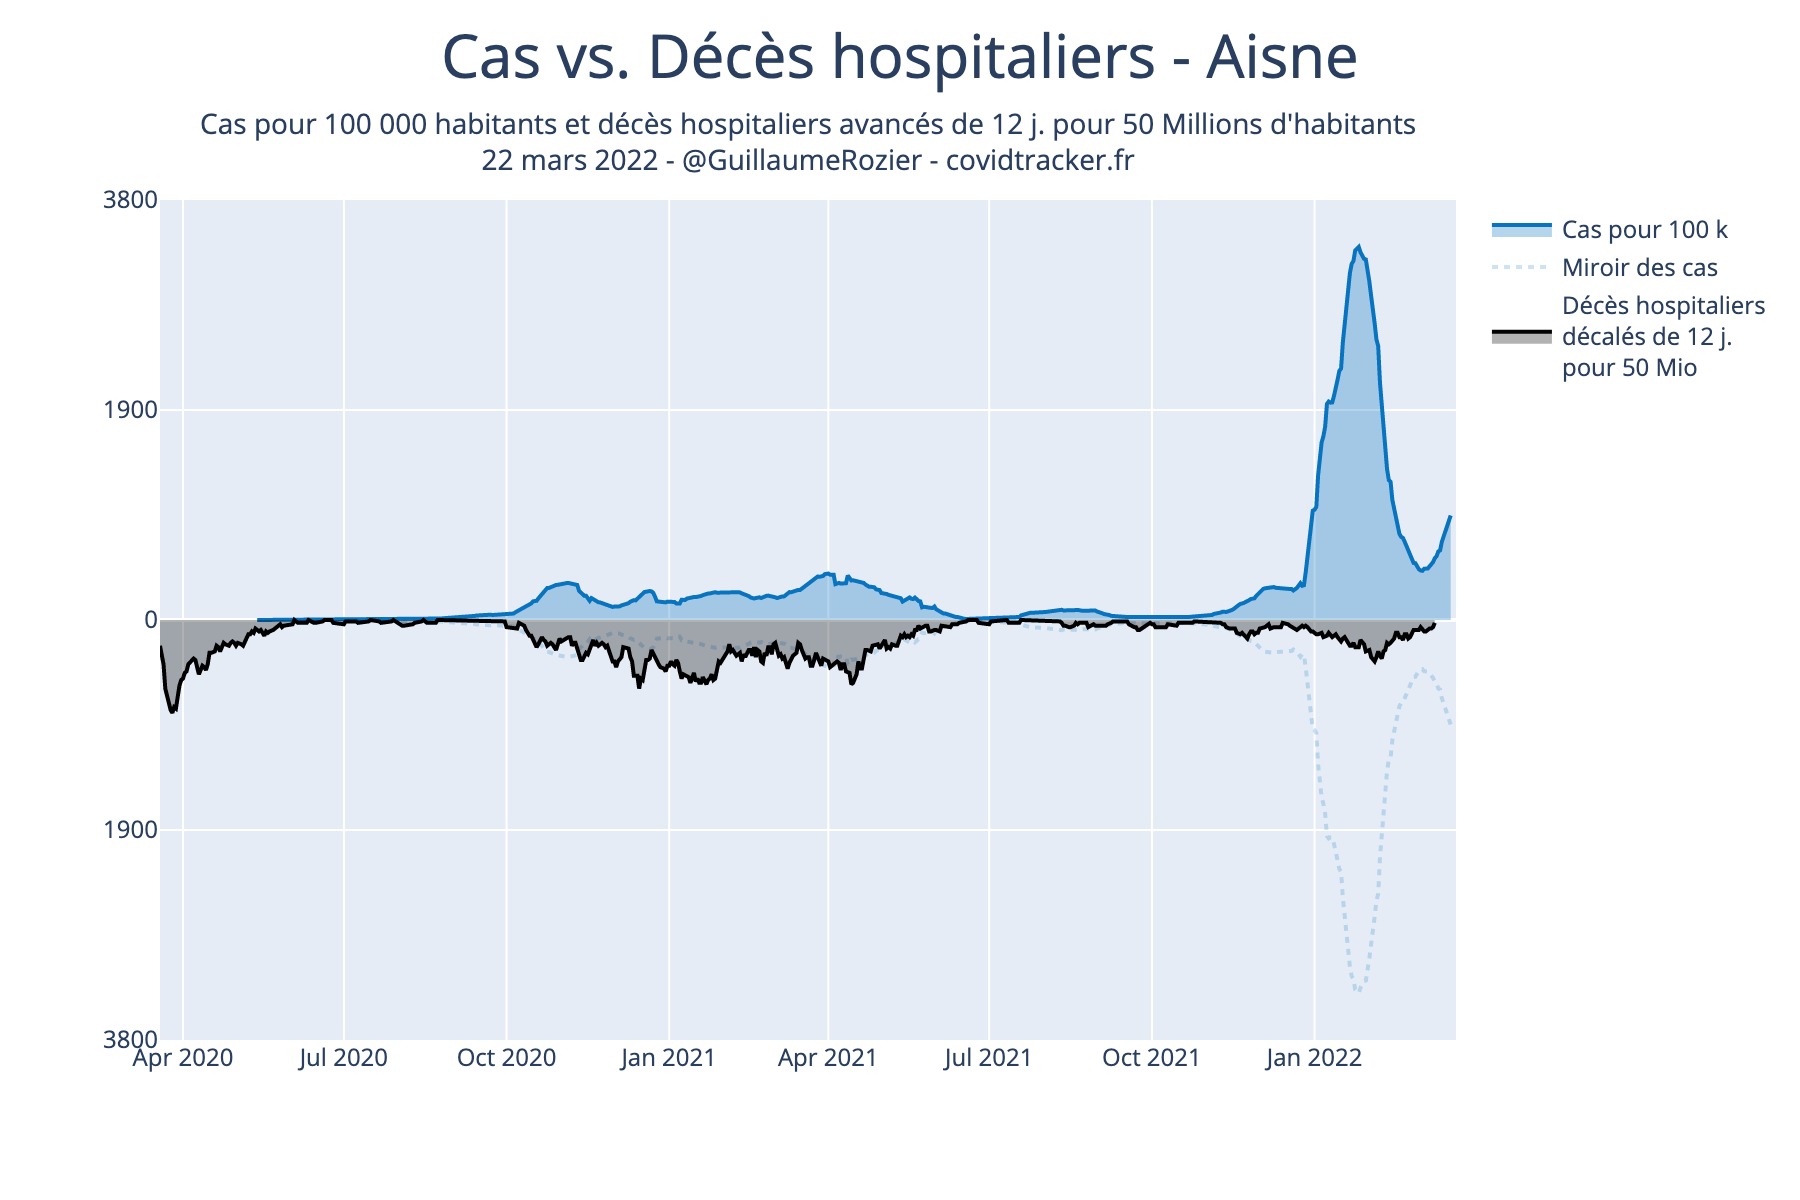 Cas vs. Décès hospitaliers - Aisne
Cas pour 100 000 habitants et décès hospitaliers avancés de 12 j. pour 50 Millions d'habitants
22 mars 2022 - @GuillaumeRozier - covidtracker.fr
3800
1900
0
1900
3800
Apr 2020
Jul 2020
Oct 2020
Jan 2021
Apr 2021
Jul 2021
Oct 2021
Jan 2022
Cas pour 100 k
Miroir des cas
Décès hospitaliers
décalés de 12 j.
pour 50 Mio